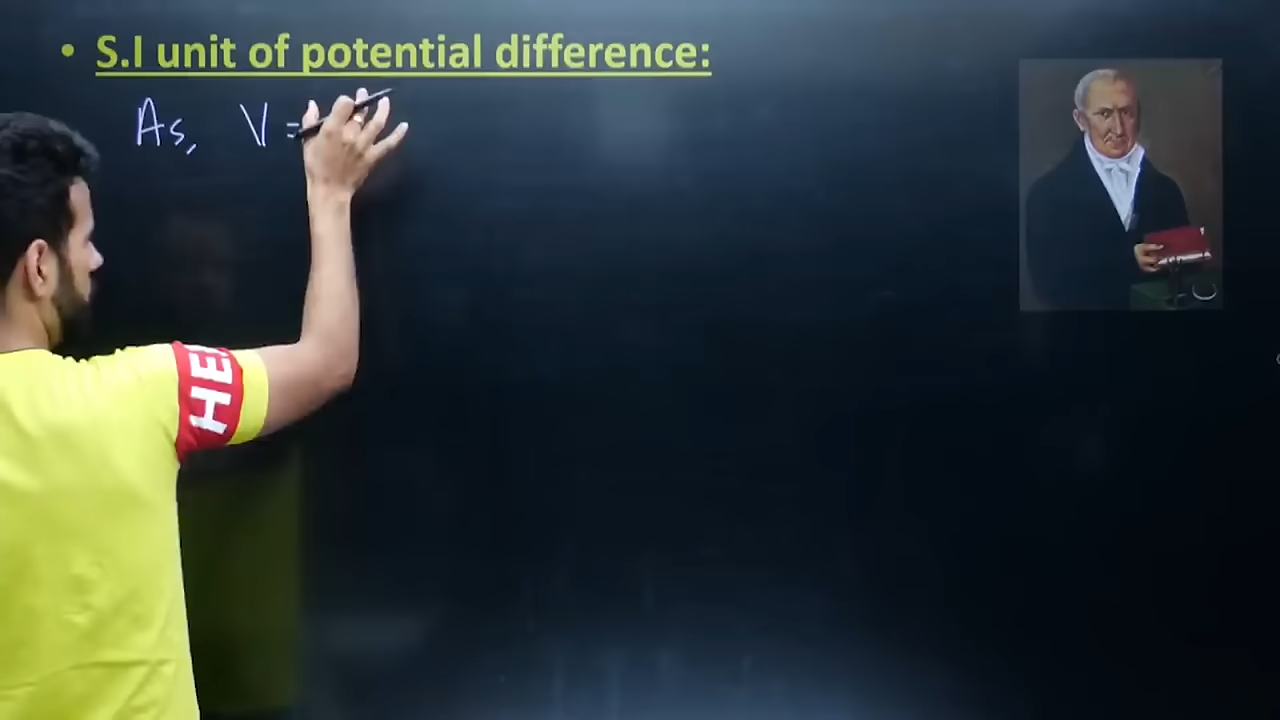 • S.I unit of potential difference:
As, V =
HE